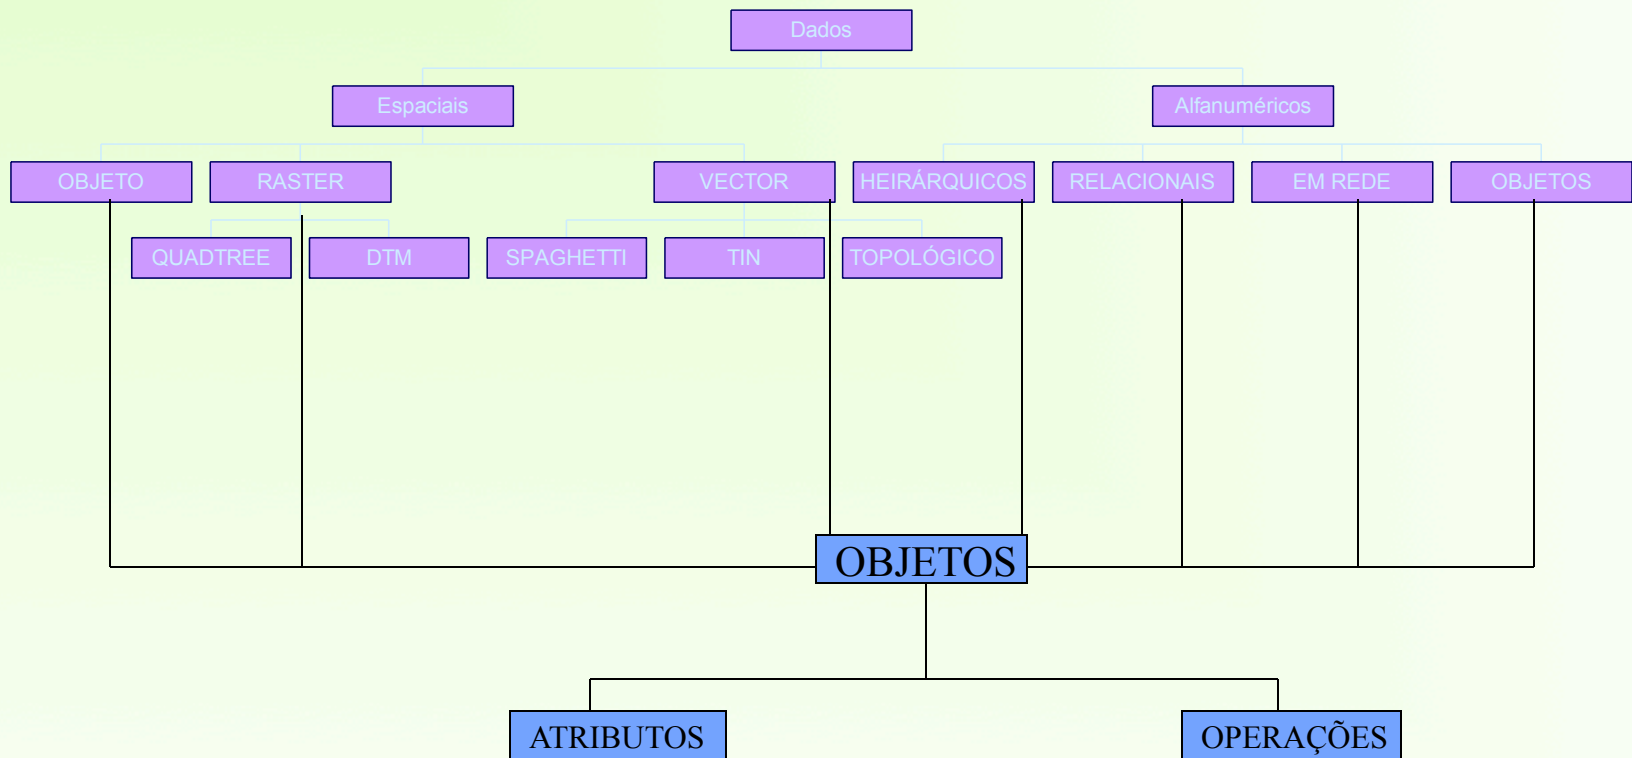 Dados
Espaciais
Alfanuméricos
OBJETO
RASTER
VECTOR
HEIRÁRQUICOS
RELACIONAIS
EM REDE
OBJETOS
QUADTREE
DTM
SPAGHETTI
TIN
TOPOLÓGICO
OBJETOS
ATRIBUTOS
OPERAÇÕES